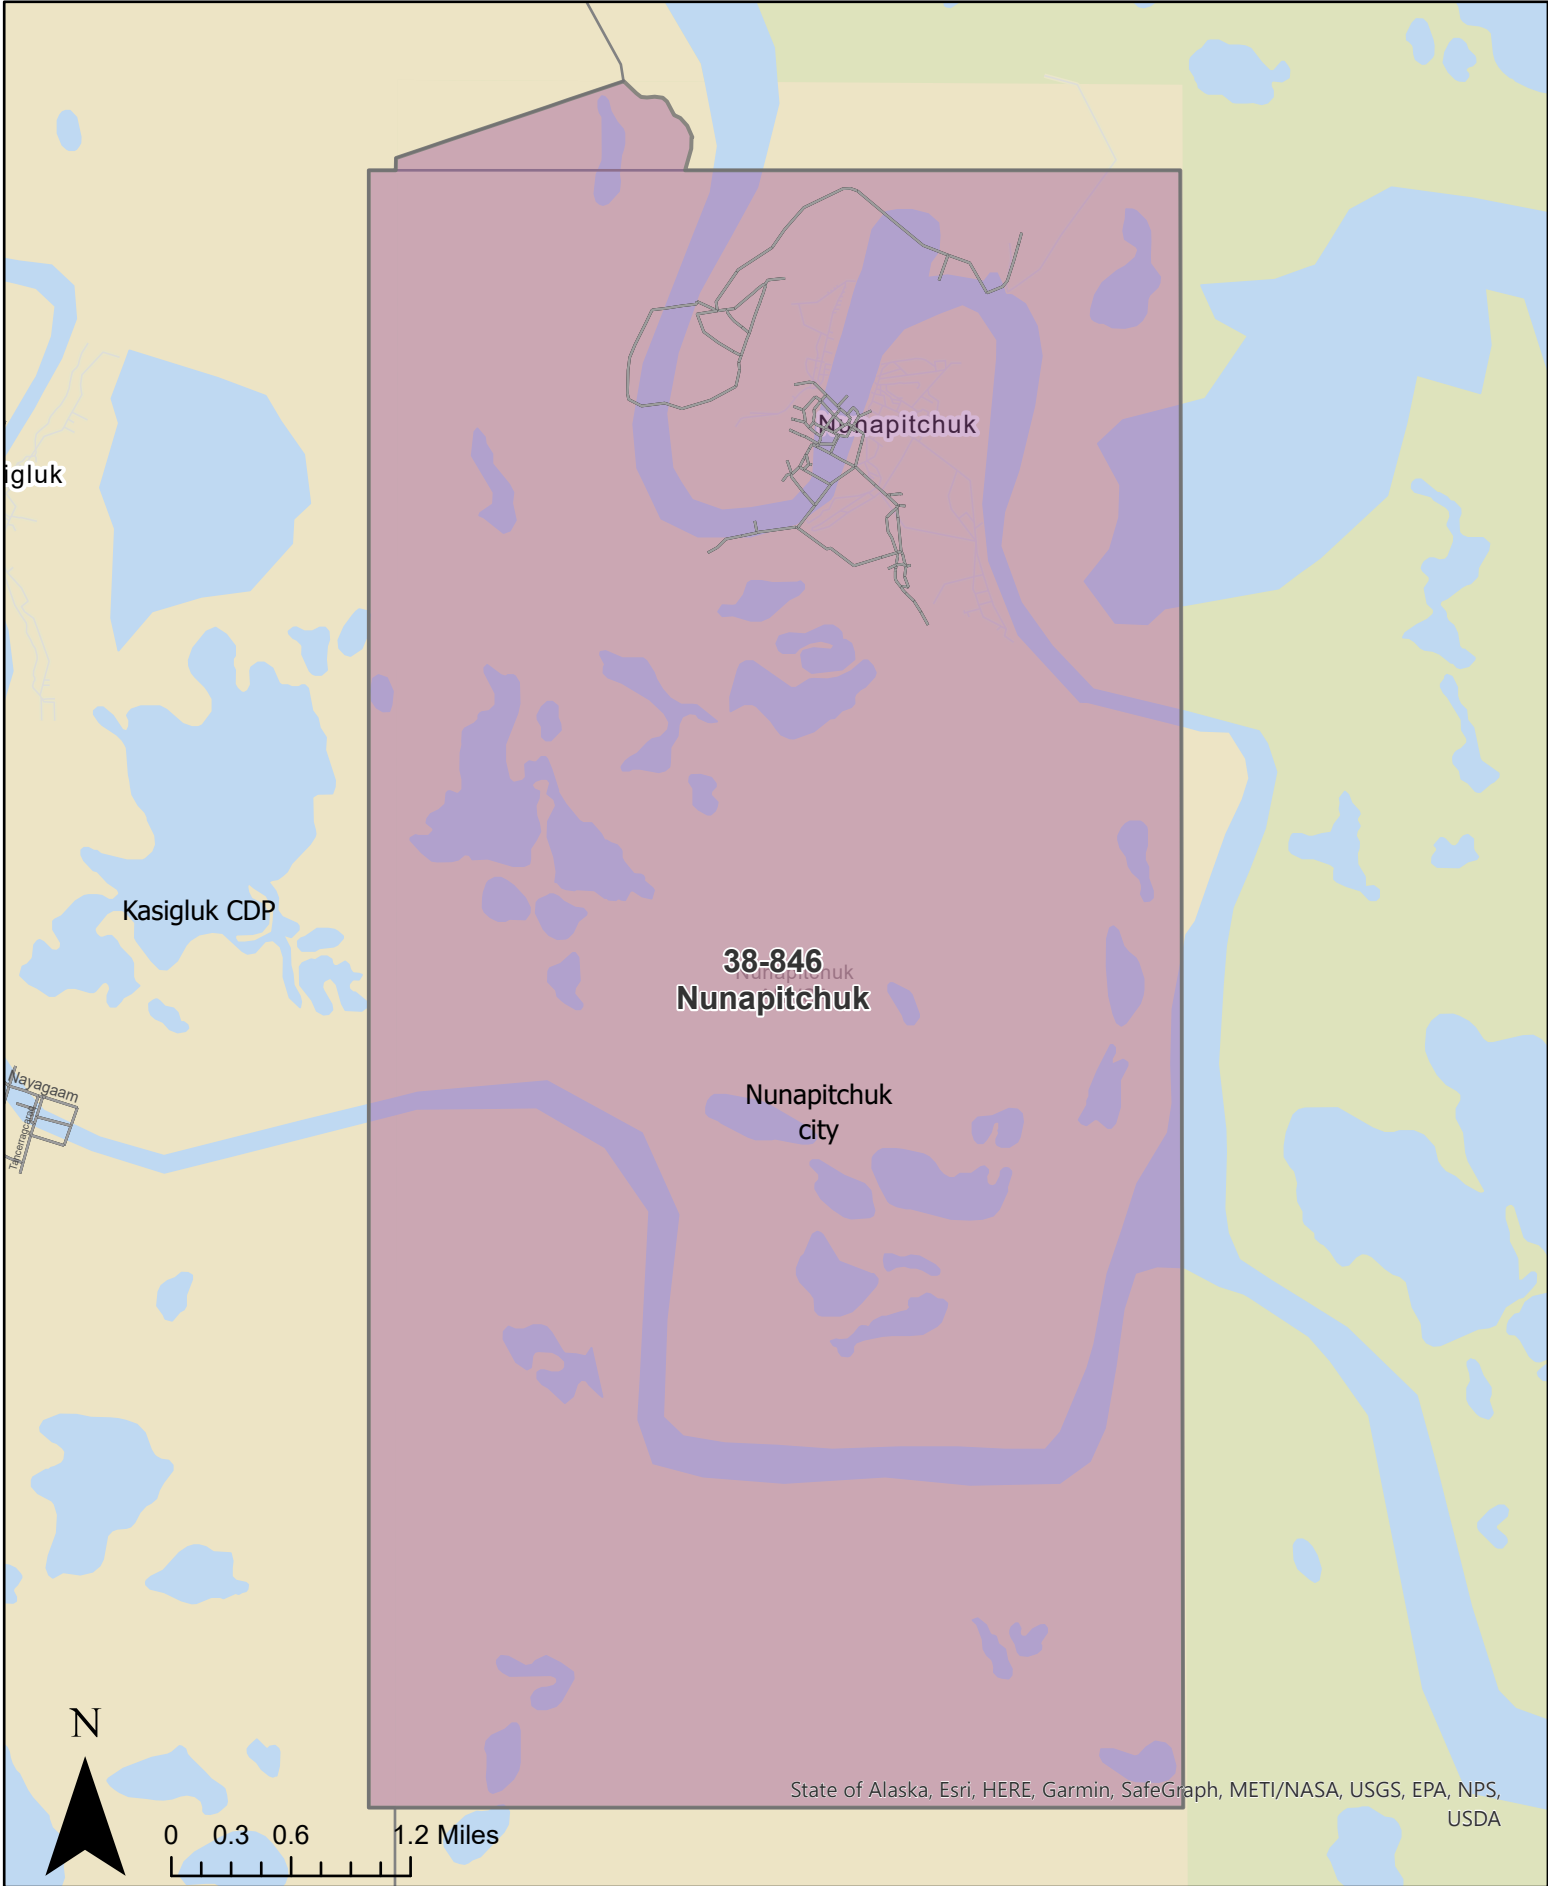 Nunapitchuk
igluk
Kasigluk CDP
38-846
Nunapitchuk
Nunapitchuk
Nunapitchuk
city
Nayagaam
N
State of Alaska, Esri, HERE, Garmin, SafeGraph, METI/NASA, USGS, EPA, NPS,
USDA
0 0.3 0.6 1.2 Miles